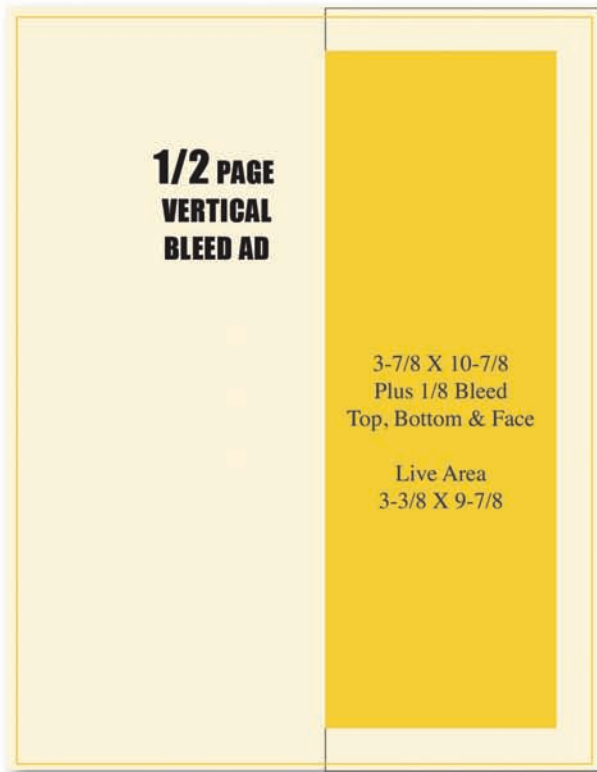 1/2 PAGE
VERTICAL
BLEED AD
3-7/8 X 10-7/8
Plus 1/8 Bleed
Top, Bottom & Face
Live Area
3-3/8 X 9-7/8